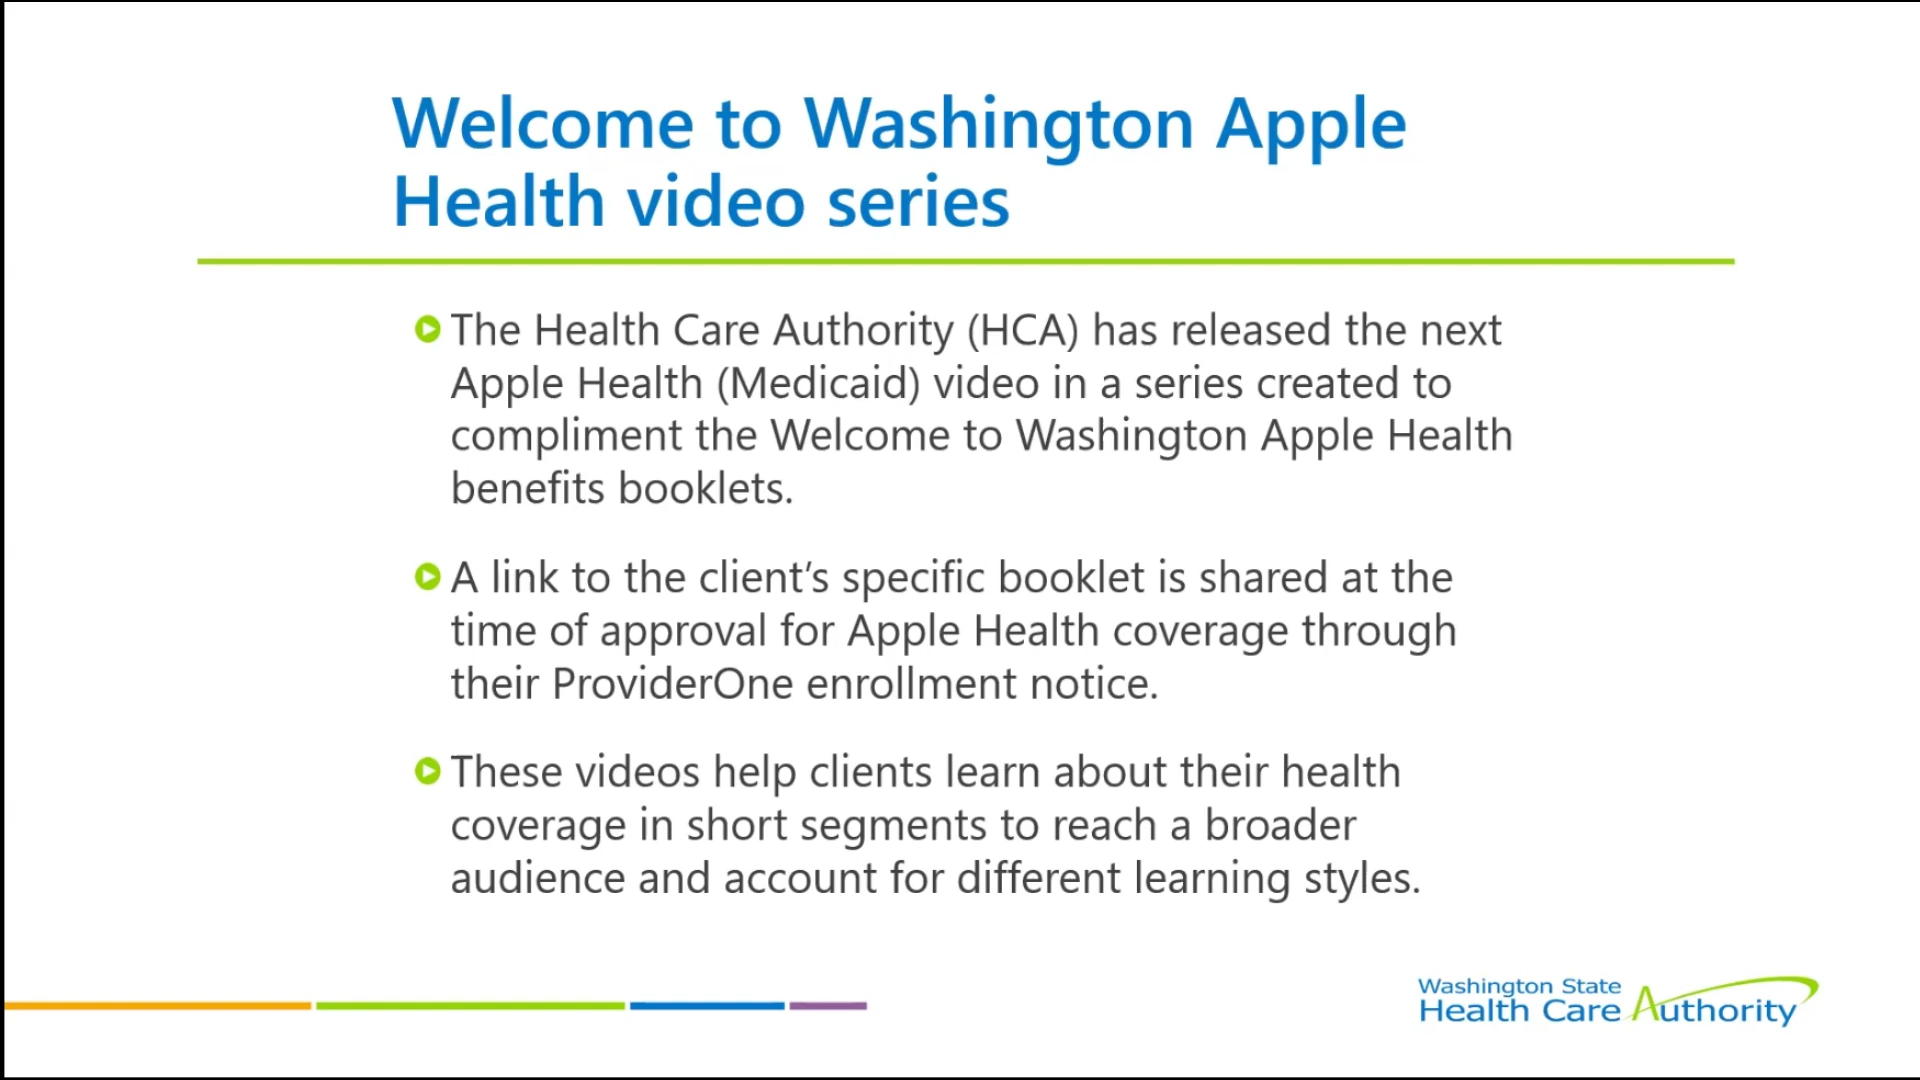 Welcome to Washington Apple
Health video series
The Health Care Authority (HCA) has released the next
Apple Health (Medicaid) video in a series created to
compliment the Welcome to Washington Apple Health
benefits booklets.
A link to the client’s specific booklet is shared at the
time of approval for Apple Health coverage through
their ProviderOne enrollment notice.
These videos help clients learn about their health
coverage in short segments to reach a broader
audience and account for different learning styles.
Washington State
Health Care Authority